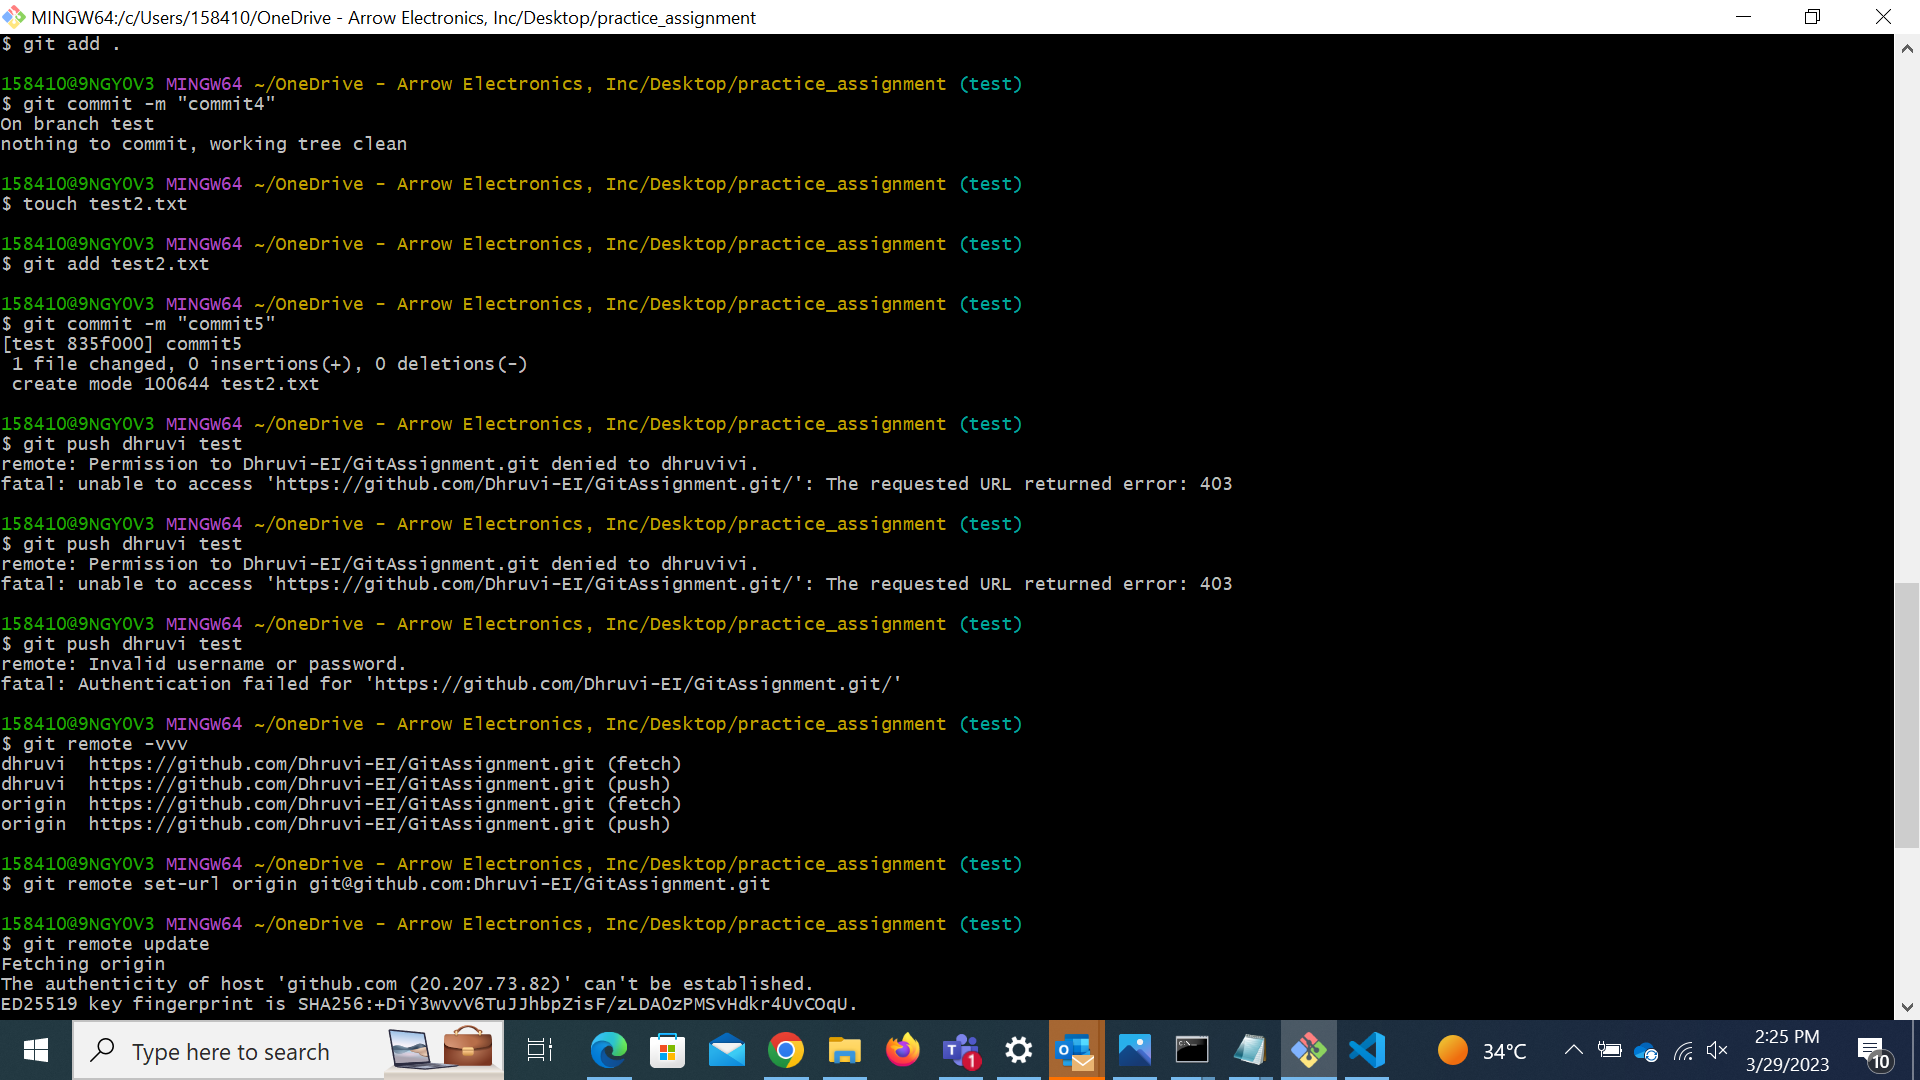 MINGW64:/c/Users/158410/OneDrive - Arrow Electronics, Inc/Desktop/practice_assignment
$ git add .
158410@9NGY0V3 MINGW64 ~/OneDrive - Arrow Electronics, Inc/Desktop/practice_assignment (test)
$ git commit -m "commit4"
On branch test
nothing to commit, working tree clean
158410@9NGY0V3 MINGW64 ~/OneDrive - Arrow Electronics, Inc/Desktop/practice_assignment (test)
$ touch test2.txt
158410@9NGY0V3 MINGW64 ~/OneDrive - Arrow Electronics, Inc/Desktop/practice_assignment (test)
$ git add test2.txt
158410@9NGY0V3 MINGW64 ~/OneDrive - Arrow Electronics, Inc/Desktop/practice_assignment (test)
$ git commit -m "commit5"
[test 835f000] commit5
 1 file changed, 0 insertions(+), 0 deletions(-)
 create mode 100644 test2.txt
158410@9NGY0V3 MINGW64 ~/OneDrive - Arrow Electronics, Inc/Desktop/practice_assignment (test)
$ git push dhruvi test
remote: Permission to Dhruvi-EI/GitAssignment.git denied to dhruvivi.
fatal: unable to access 'https://github.com/Dhruvi-EI/GitAssignment.git/': The requested URL returned error: 403
158410@9NGY0V3 MINGW64 ~/OneDrive - Arrow Electronics, Inc/Desktop/practice_assignment (test)
$ git push dhruvi test
remote: Permission to Dhruvi-EI/GitAssignment.git denied to dhruvivi.
fatal: unable to access 'https://github.com/Dhruvi-EI/GitAssignment.git/': The requested URL returned error: 403
158410@9NGY0V3 MINGW64 ~/OneDrive - Arrow Electronics, Inc/Desktop/practice_assignment (test)
$ git push dhruvi test
remote: Invalid username or password.
fatal: Authentication failed for 'https://github.com/Dhruvi-EI/GitAssignment.git/'
158410@9NGY0V3 MINGW64 ~/OneDrive - Arrow Electronics, Inc/Desktop/practice_assignment (test)
$ git remote -vvv
dhruvi  https://github.com/Dhruvi-EI/GitAssignment.git (fetch)
dhruvi  https://github.com/Dhruvi-EI/GitAssignment.git (push)
origin  https://github.com/Dhruvi-EI/GitAssignment.git (fetch)
origin  https://github.com/Dhruvi-EI/GitAssignment.git (push)
158410@9NGY0V3 MINGW64 ~/OneDrive - Arrow Electronics, Inc/Desktop/practice_assignment (test)
$ git remote set-url origin git@github.com:Dhruvi-EI/GitAssignment.git
158410@9NGY0V3 MINGW64 ~/OneDrive - Arrow Electronics, Inc/Desktop/practice_assignment (test)
$ git remote update
Fetching origin
The authenticity of host 'github.com (20.207.73.82)' can't be established.
ED25519 key fingerprint is SHA256:+DiY3wvvV6TuJJhbpZisF/zLDA0zPMSvHdkr4UvCOqU.
Type here to search
1
34°C
2:25 PM
3/29/2023
10